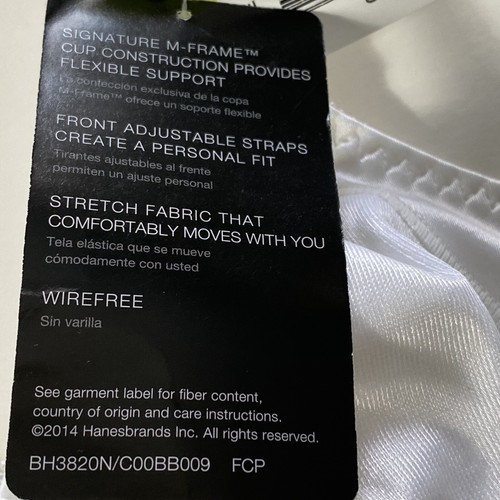 SIGNATURE M-FRAME™
CUP CONSTRUCTION PROVIDES
FLEXIBLE SUPPORT
La confección exclusiva de la copa
M-Frame™ ofrece un soporte flexible
FRONT ADJUSTABLE STRAPS
CREATE A PERSONAL FIT
Tirantes ajustables al frente
permiten un ajuste personal
STRETCH FABRIC THAT
COMFORTABLY MOVES WITH YOU
Tela elástica que se mueve
cómodamente con usted
WIREFREE
Sin varilla
See garment label for fiber content,
country of origin and care instructions.
©2014 Hanesbrands Inc. All rights reserved.
BH3820N/C00BB009 FCP